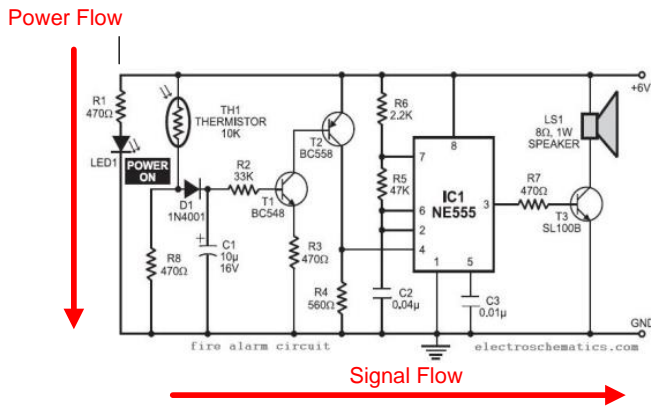 Power Flow
+6V
R1
470Ω
LED1
POWER
ON
TH1
THERMISTOR
10K
D1
1N4001
R8
470Ω
C1
10µ
16V
+
R2
33K
T1
BC548
R3
470Ω
T2
BC558
R4
560Ω
R6
2.2K
R5
47K
C2
0.04µ
7
6
2
4
8
IC1
NE555
3
1
5
C3
0.01µ
R7
470Ω
LS1
8Ω, 1W
SPEAKER
T3
SL100B
GND
fire alarm circuit
electroschematics.com
Signal Flow